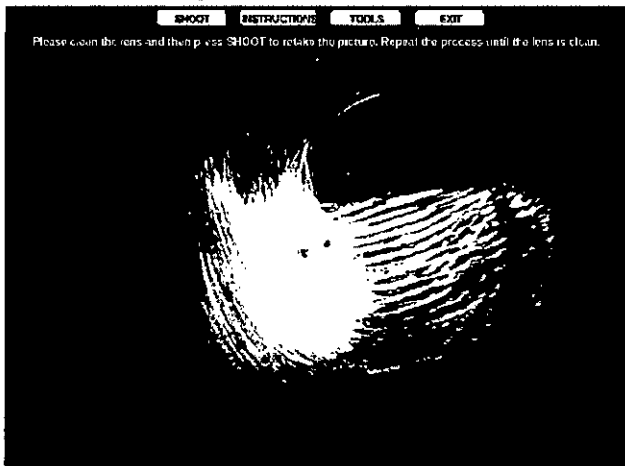 SHOOT INSTRUCTIONS TOOLS EXIT
Please clean the lens and then press SHOOT to retake the picture. Repeat the process until the lens is clean.